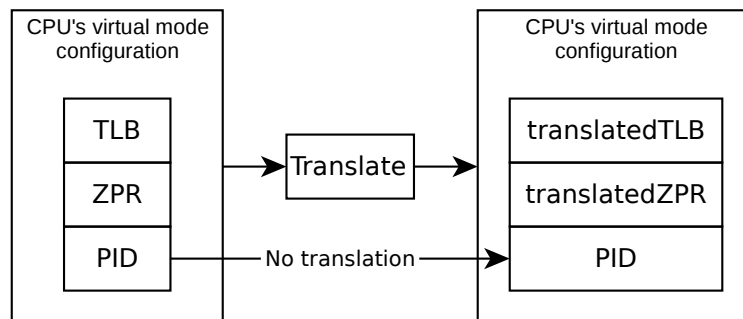 CPU's virtual mode
configuration
TLB
ZPR
PID
Translate
No translation
CPU's virtual mode
configuration
translatedTLB
translatedZPR
PID